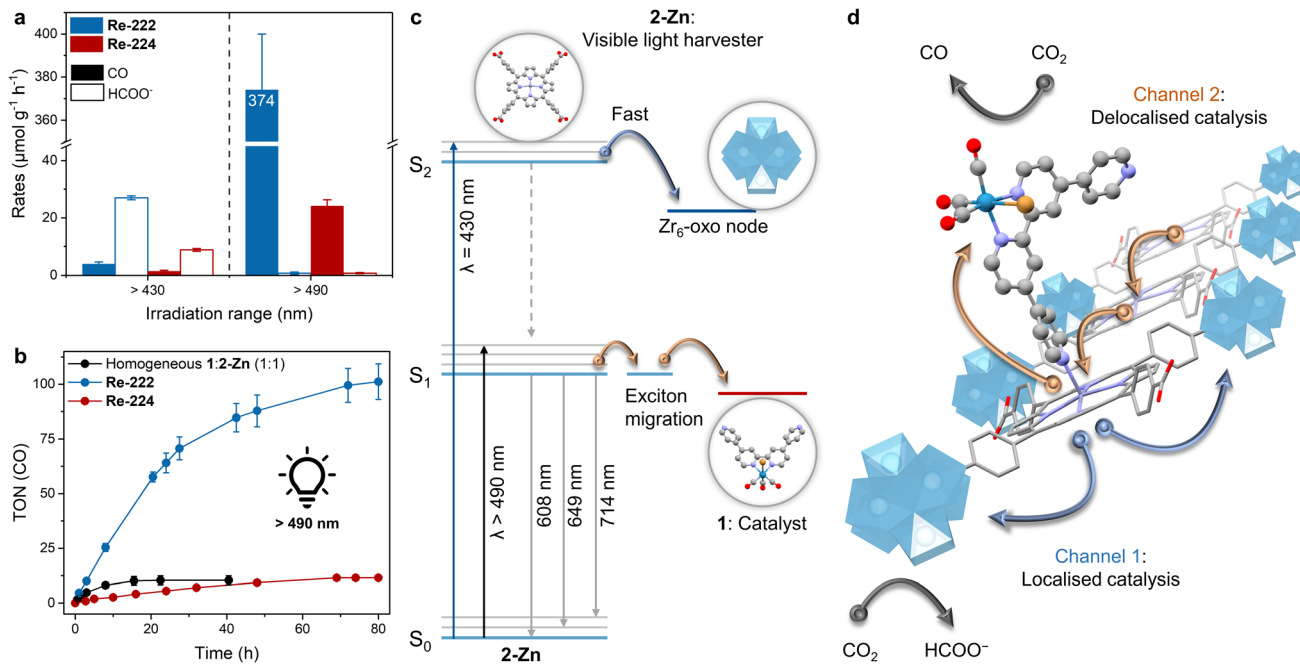 a
Re-222
Re-224
CO
HCOO⁻
Rates (μmol g⁻¹ h⁻¹)
400
380
360
40
20
0
374
> 430
> 490
Irradiation range (nm)
b
Homogeneous 1:2-Zn (1:1)
Re-222
Re-224
TON (CO)
100
75
50
25
0
> 490 nm
0
20
40
60
80
Time (h)
c
2-Zn:
Visible light harvester
Fast
S₂
Zr₆-oxo node
λ = 430 nm
S₁
Exciton
migration
λ > 490 nm
608 nm
649 nm
714 nm
1: Catalyst
S₀
2-Zn
d
CO
CO₂
Channel 2:
Delocalised catalysis
Channel 1:
Localised catalysis
CO₂
HCOO⁻